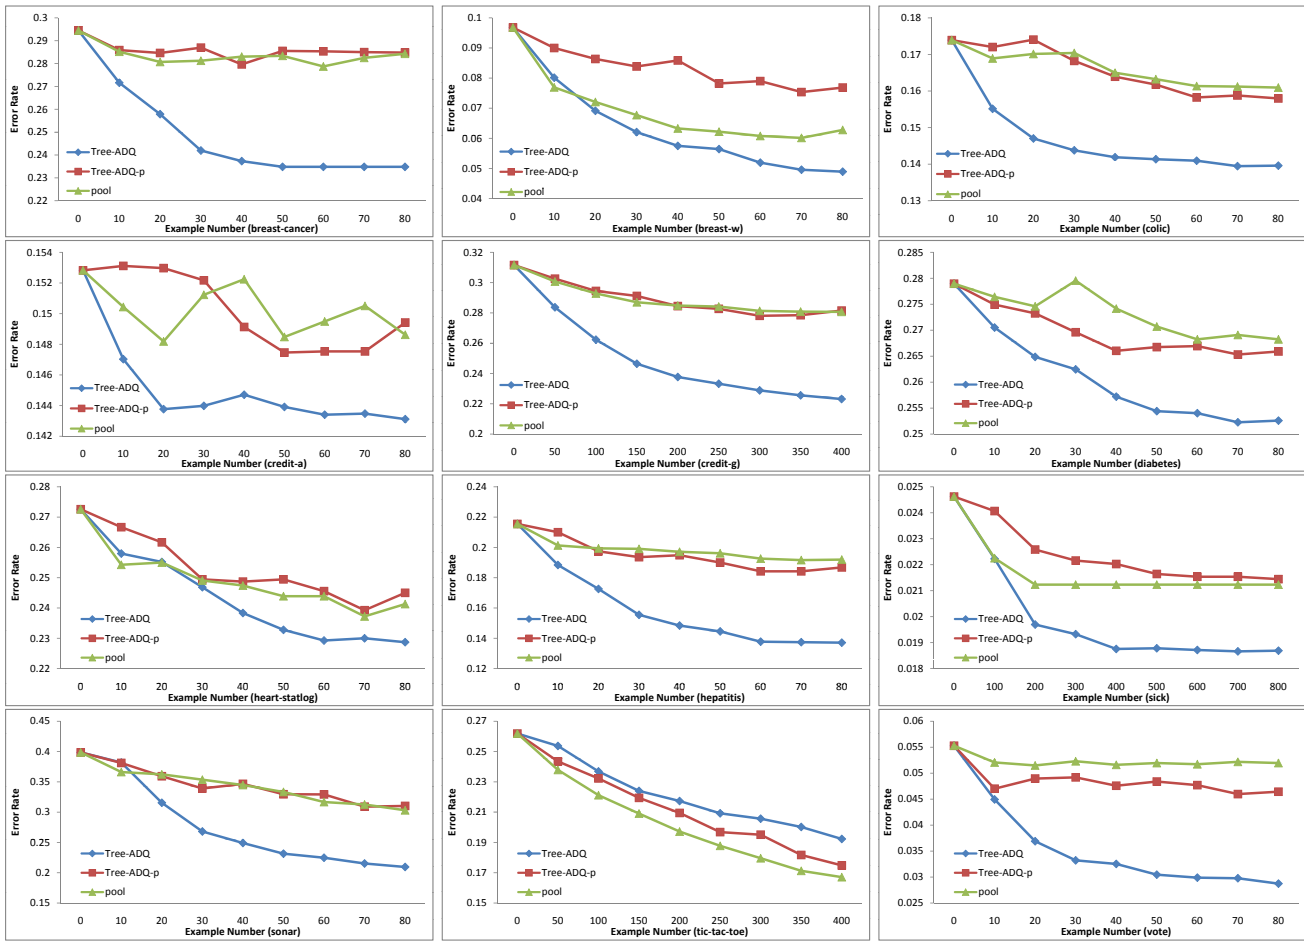 0.3
0.29
0.28
0.27
0.26
0.25
0.24
0.23
0.22
Error Rate
Tree-ADQ
Tree-ADQ-p
pool
0 10 20 30 40 50 60 70 80
Example Number (breast-cancer)
0.1
0.09
0.08
0.07
0.06
0.05
0.04
Error Rate
Tree-ADQ
Tree-ADQ-p
pool
0 10 20 30 40 50 60 70 80
Example Number (breast-w)
0.18
0.17
0.16
0.15
0.14
0.13
Error Rate
Tree-ADQ
Tree-ADQ-p
pool
0 10 20 30 40 50 60 70 80
Example Number (colic)
0.154
0.152
0.15
0.148
0.146
0.144
0.142
Error Rate
Tree-ADQ
Tree-ADQ-p
pool
0 10 20 30 40 50 60 70 80
Example Number (credit-a)
0.32
0.3
0.28
0.26
0.24
0.22
0.2
Error Rate
Tree-ADQ
Tree-ADQ-p
pool
0 50 100 150 200 250 300 350 400
Example Number (credit-g)
0.285
0.28
0.275
0.27
0.265
0.26
0.255
0.25
Error Rate
Tree-ADQ
Tree-ADQ-p
pool
0 10 20 30 40 50 60 70 80
Example Number (diabetes)
0.28
0.27
0.26
0.25
0.24
0.23
0.22
Error Rate
Tree-ADQ
Tree-ADQ-p
pool
0 10 20 30 40 50 60 70 80
Example Number (heart-statlog)
0.24
0.22
0.2
0.18
0.16
0.14
0.12
Error Rate
Tree-ADQ
Tree-ADQ-p
pool
0 10 20 30 40 50 60 70 80
Example Number (hepatitis)
0.025
0.024
0.023
0.022
0.021
0.02
0.019
0.018
Error Rate
Tree-ADQ
Tree-ADQ-p
pool
0 100 200 300 400 500 600 700 800
Example Number (sick)
0.45
0.4
0.35
0.3
0.25
0.2
0.15
Error Rate
Tree-ADQ
Tree-ADQ-p
pool
0 10 20 30 40 50 60 70 80
Example Number (sonar)
0.27
0.25
0.23
0.21
0.19
0.17
0.15
Error Rate
Tree-ADQ
Tree-ADQ-p
pool
0 50 100 150 200 250 300 350 400
Example Number (tic-tac-toe)
0.06
0.055
0.05
0.045
0.04
0.035
0.03
0.025
Error Rate
Tree-ADQ
Tree-ADQ-p
pool
0 10 20 30 40 50 60 70 80
Example Number (vote)